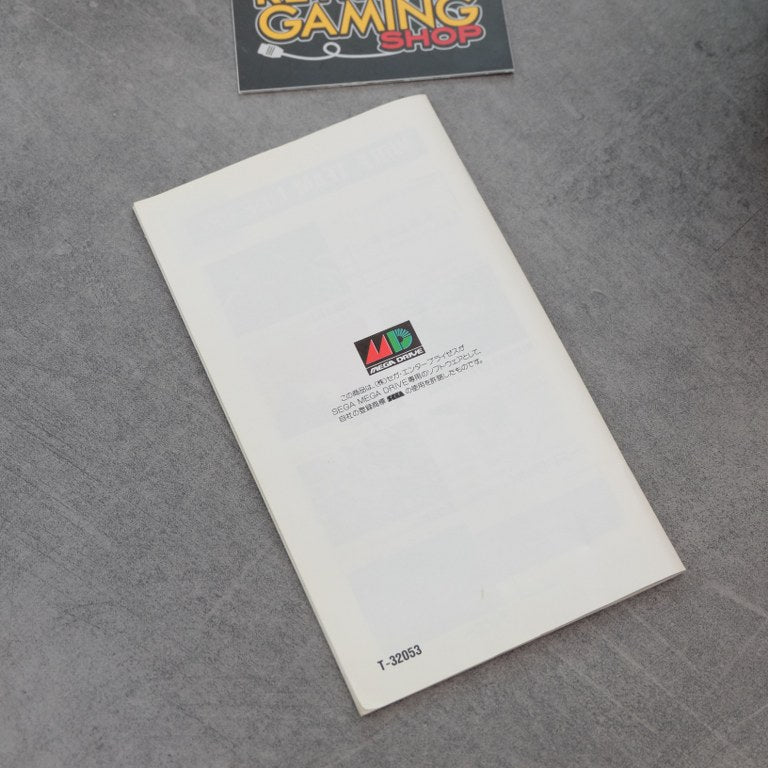 GAMING
SHOP
MD
MEGA DRIVE
この商品は、(株)セガ・エンタープライゼスが
SEGA MEGA DRIVE専用のソフトウェアとして、
自社の登録商標 SEGA の使用を許諾したものです。
T-32053